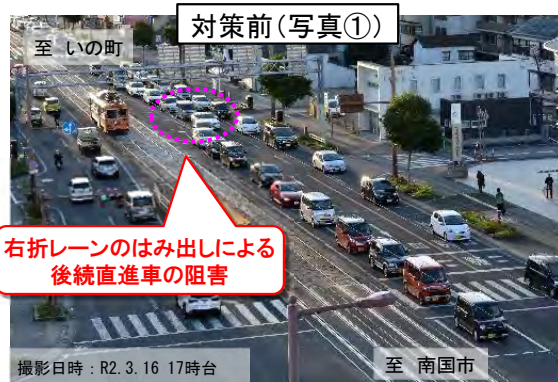 対策前(写真①)
至 いの町
右折レーンのはみ出しによる
後続直進車の阻害
撮影日時：R2.3.16 17時台
至 南国市